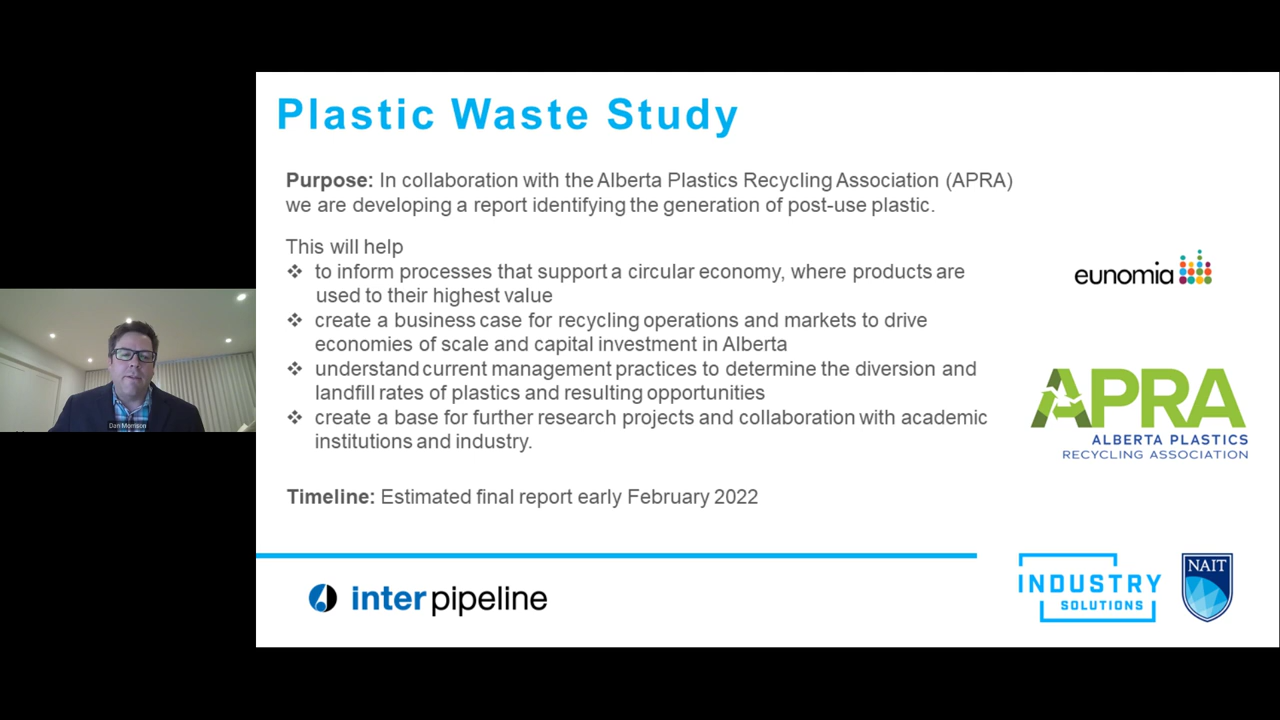 Plastic Waste Study
Purpose: In collaboration with the Alberta Plastics Recycling Association (APRA)
we are developing a report identifying the generation of post-use plastic.
This will help
❖ to inform processes that support a circular economy, where products are
used to their highest value
❖ create a business case for recycling operations and markets to drive
economies of scale and capital investment in Alberta
❖ understand current management practices to determine the diversion and
landfill rates of plastics and resulting opportunities
❖ create a base for further research projects and collaboration with academic
institutions and industry.
Timeline: Estimated final report early February 2022
eunomia
APRA
ALBERTA PLASTICS
RECYCLING ASSOCIATION
Dan Morrison
inter pipeline
INDUSTRY
SOLUTIONS
NAIT